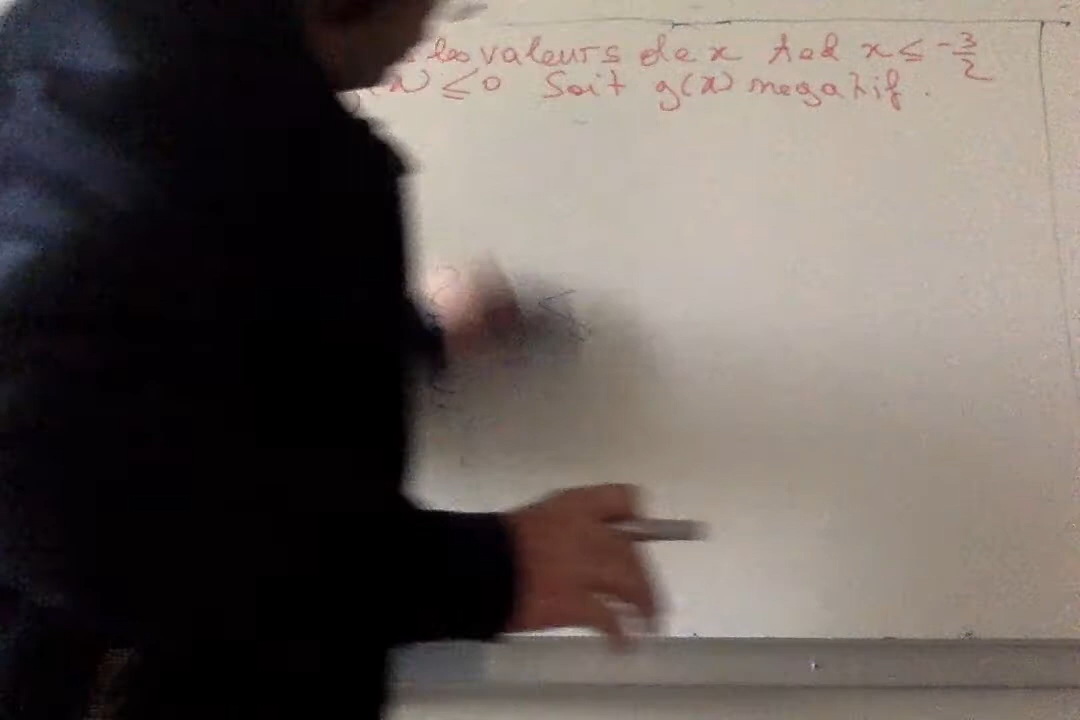 les valeurs de x tel x ≤ -3/2
x) ≤ 0 Soit g(x) negatif.